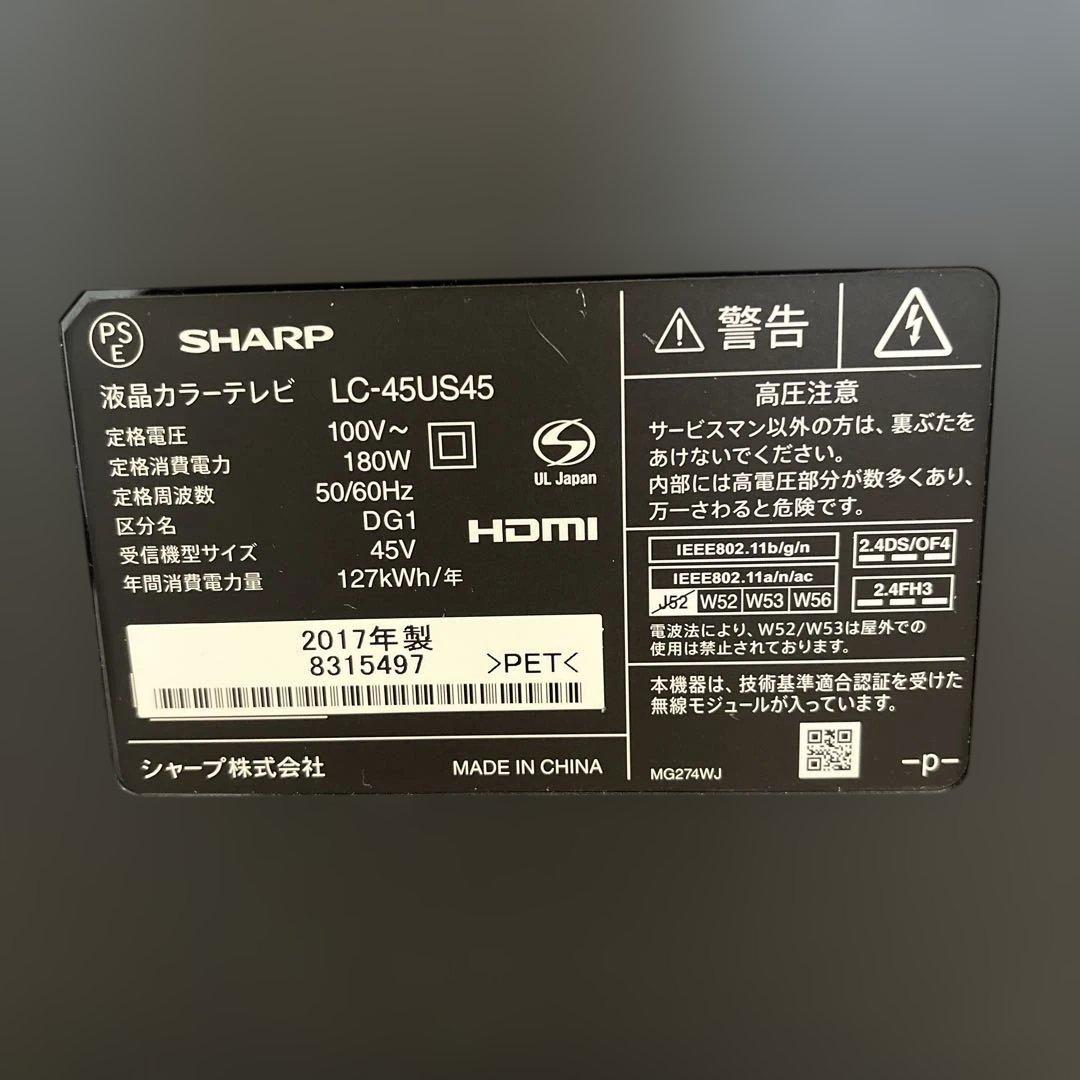 PSE
SHARP
液晶カラーテレビ LC-45US45
定格電圧 100V～
定格消費電力 180W
定格周波数 50/60Hz
区分名 DG1
受信機型サイズ 45V
年間消費電力量 127kWh/年
UL Japan
HDMI
2017年製
8315497 >PET<
シャープ株式会社 MADE IN CHINA
警告
高圧注意
サービスマン以外の方は、裏ぶたを
あけないでください。
内部には高電圧部分が数多くあり、
万一さわると危険です。
IEEE802.11b/g/n 2.4DS/OF4
IEEE802.11a/n/ac
J52 W52 W53 W56 2.4FH3
電波法により、W52/W53は屋外での
使用は禁止されております。
本機器は、技術基準適合認証を受けた
無線モジュールが入っています。
MG274WJ -p-